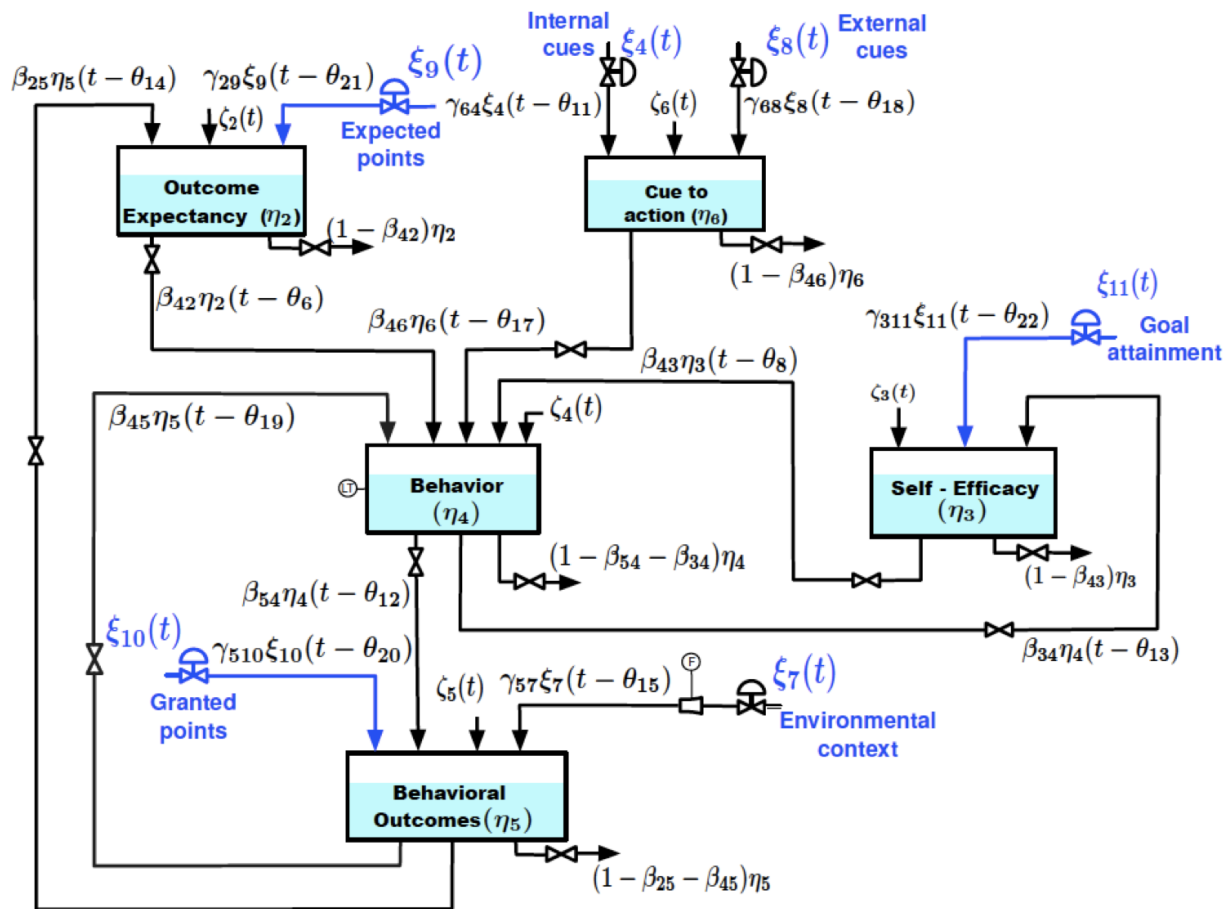 Internal
cues
ξ₄(t)
ξ₈(t)
External
cues
β₂₅η₅(t − θ₁₄)
γ₂₉ξ₉(t − θ₂₁)
ξ₉(t)
Expected
points
ζ₂(t)
γ₆₄ξ₄(t − θ₁₁)
ζ₆(t)
γ₆₈ξ₈(t − θ₁₈)
Outcome
Expectancy (η₂)
(1 − β₄₂)η₂
Cue to
action (η₆)
(1 − β₄₆)η₆
β₄₂η₂(t − θ₆)
β₄₆η₆(t − θ₁₇)
β₄₃η₃(t − θ₈)
γ₃₁₁ξ₁₁(t − θ₂₂)
ξ₁₁(t)
Goal
attainment
β₄₅η₅(t − θ₁₉)
ζ₄(t)
ζ₃(t)
LT
Behavior
(η₄)
Self - Efficacy
(η₃)
(1 − β₅₄ − β₃₄)η₄
(1 − β₄₃)η₃
β₅₄η₄(t − θ₁₂)
β₃₄η₄(t − θ₁₃)
ξ₁₀(t)
γ₅₁₀ξ₁₀(t − θ₂₀)
Granted
points
ζ₅(t)
γ₅₇ξ₇(t − θ₁₅)
F
ξ₇(t)
Environmental
context
Behavioral
Outcomes (η₅)
(1 − β₂₅ − β₄₅)η₅